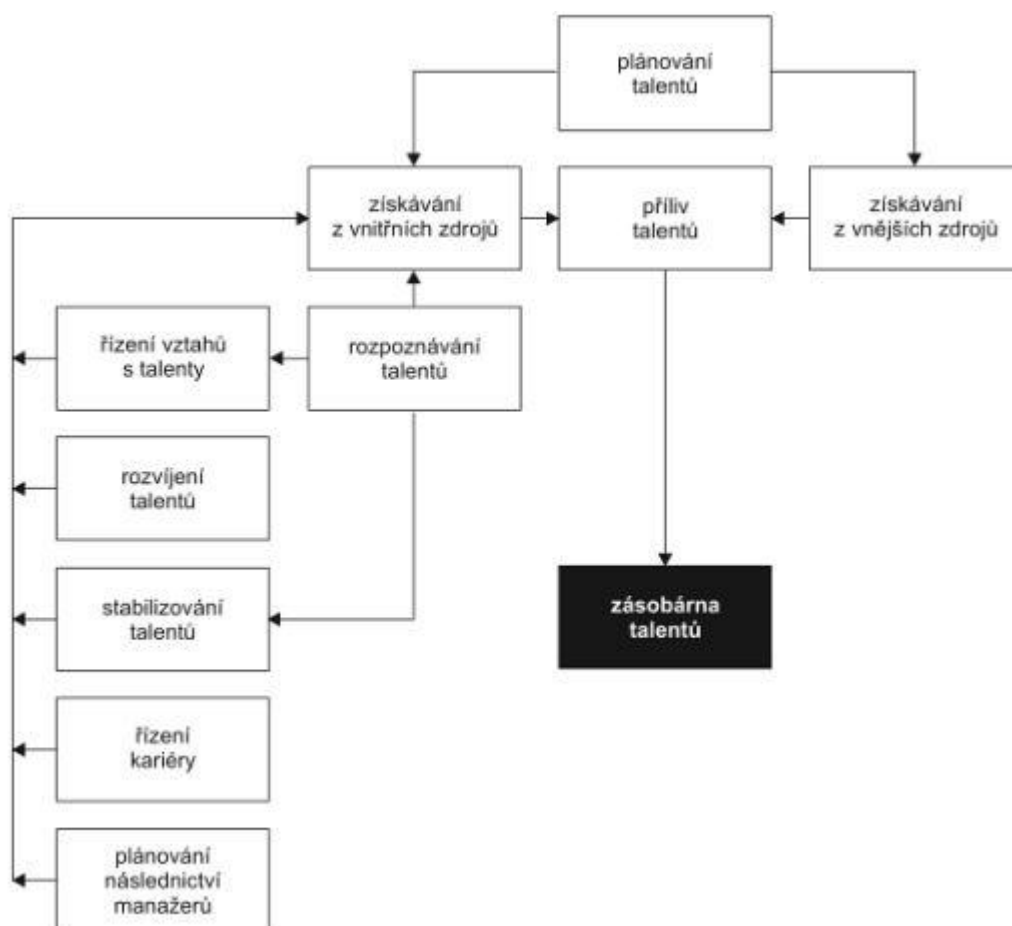 plánování
talentů
získávání
z vnitřních zdrojů
příliv
talentů
získávání
z vnějších zdrojů
řízení vztahů
s talenty
rozpoznávání
talentů
rozvíjení
talentů
stabilizování
talentů
zásobárna
talentů
řízení
kariéry
plánování
následnictví
manažerů